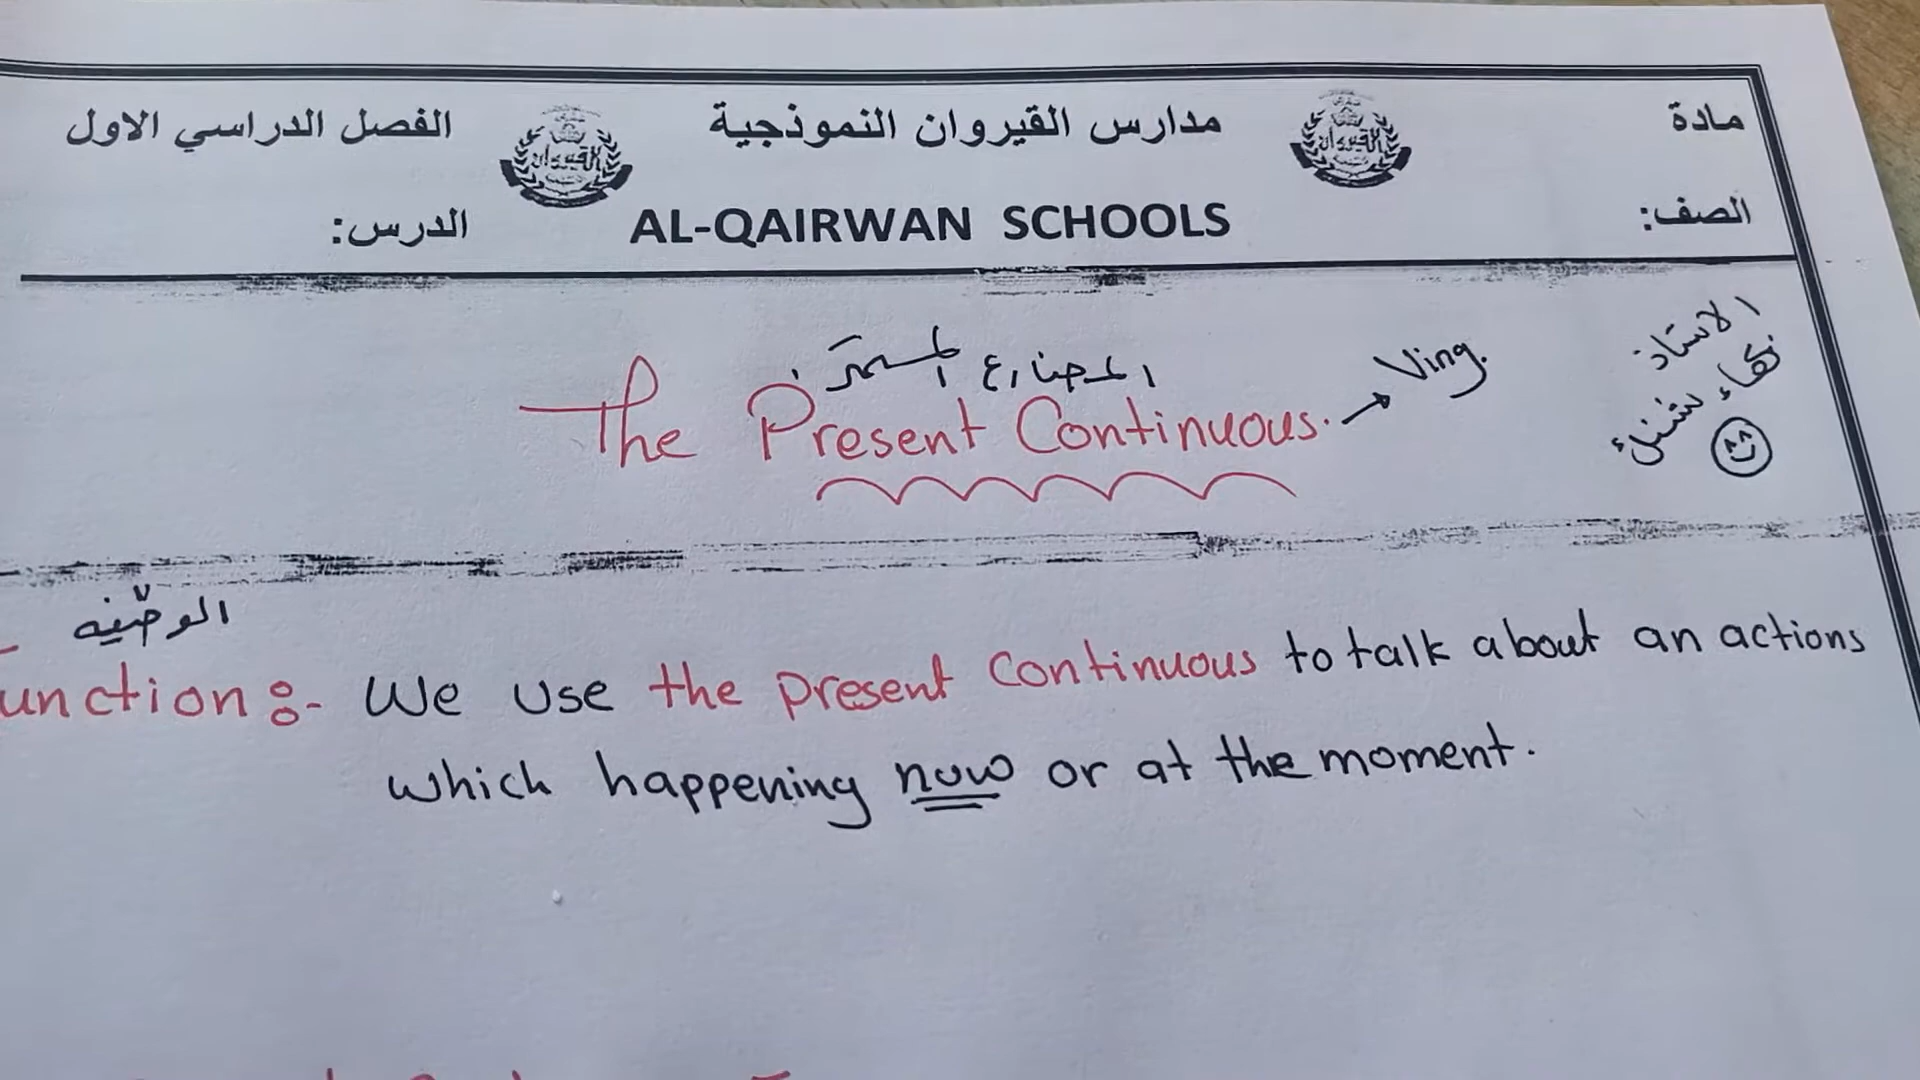 مادة
مدارس القيروان النموذجية
الفصل الدراسي الاول
الصف:
AL-QAIRWAN SCHOOLS
الدرس:
المضارع المستمر
The Present Continuous. → Ving.
الاستاذ
بهاء
الوظيفه
unction:- We use the present continuous to talk about an actions
which happening now or at the moment.